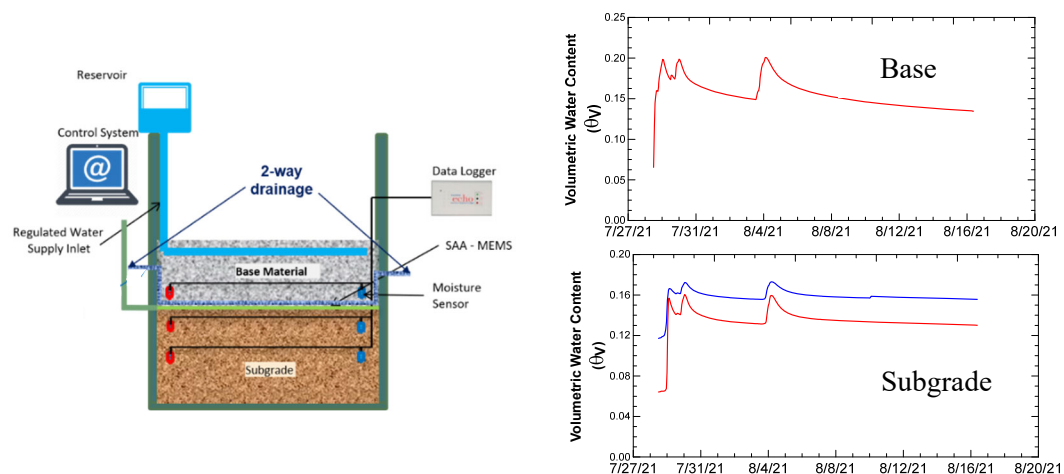 Reservoir
Control System
@
2-way
drainage
Data Logger
echo
Regulated Water
Supply Inlet
SAA - MEMS
Base Material
Moisture
Sensor
Subgrade
Volumetric Water Content
(θv)
0.25
0.20
0.15
0.10
0.05
0.00
Base
7/27/21 7/31/21 8/4/21 8/8/21 8/12/21 8/16/21 8/20/21
Volumetric Water Content
(θv)
0.20
0.16
0.12
0.08
0.04
0.00
Subgrade
7/27/21 7/31/21 8/4/21 8/8/21 8/12/21 8/16/21 8/20/21